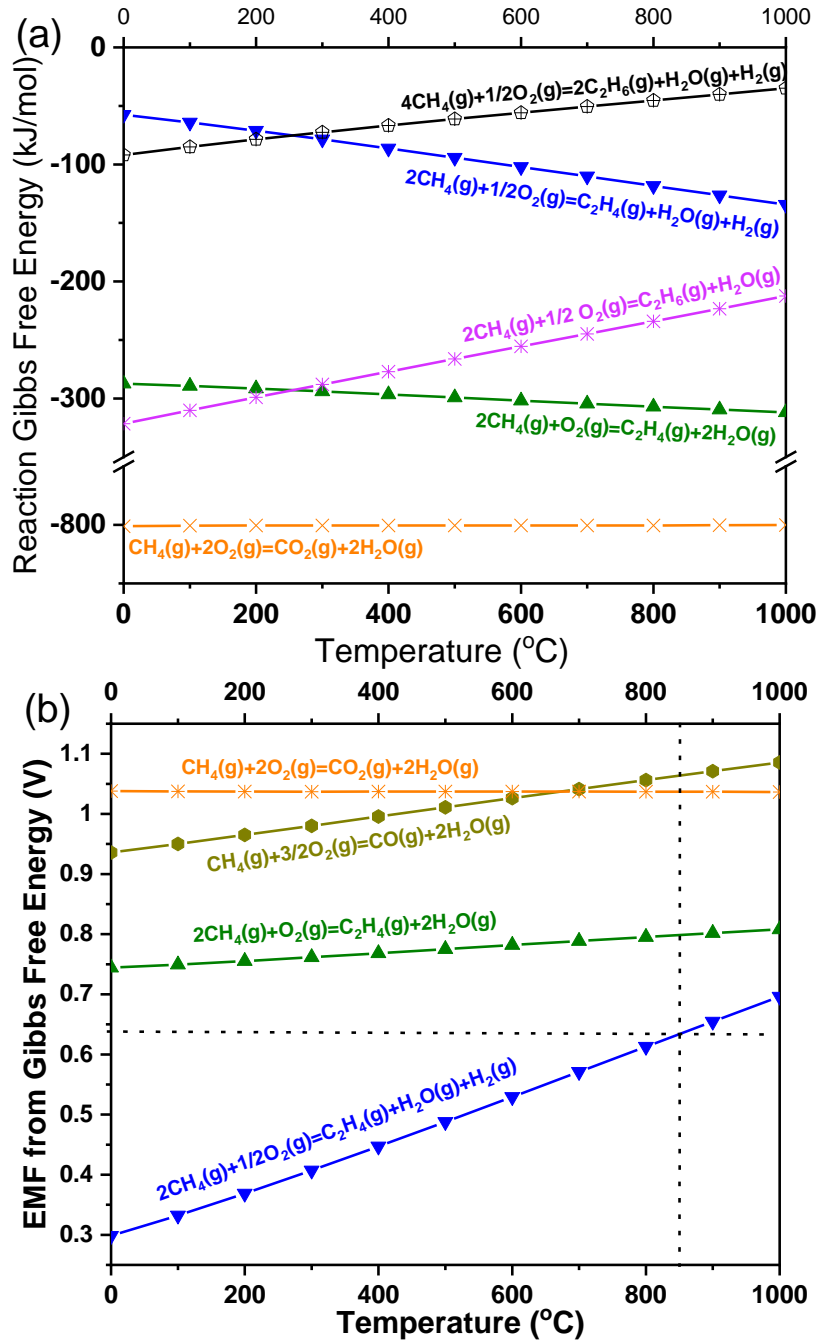 (a)
0 200 400 600 800 1000
0
-100
-200
-300
-800
Reaction Gibbs Free Energy (kJ/mol)
4CH₄(g)+1/2O₂(g)=2C₂H₆(g)+H₂O(g)+H₂(g)
2CH₄(g)+1/2O₂(g)=C₂H₄(g)+H₂O(g)+H₂(g)
2CH₄(g)+1/2 O₂(g)=C₂H₆(g)+H₂O(g)
2CH₄(g)+O₂(g)=C₂H₄(g)+2H₂O(g)
CH₄(g)+2O₂(g)=CO₂(g)+2H₂O(g)
0 200 400 600 800 1000
Temperature (°C)
(b)
0 200 400 600 800 1000
1.1
1
0.9
0.8
0.7
0.6
0.5
0.4
0.3
EMF from Gibbs Free Energy (V)
CH₄(g)+2O₂(g)=CO₂(g)+2H₂O(g)
CH₄(g)+3/2O₂(g)=CO(g)+2H₂O(g)
2CH₄(g)+O₂(g)=C₂H₄(g)+2H₂O(g)
2CH₄(g)+1/2O₂(g)=C₂H₄(g)+H₂O(g)+H₂(g)
0 200 400 600 800 1000
Temperature (°C)